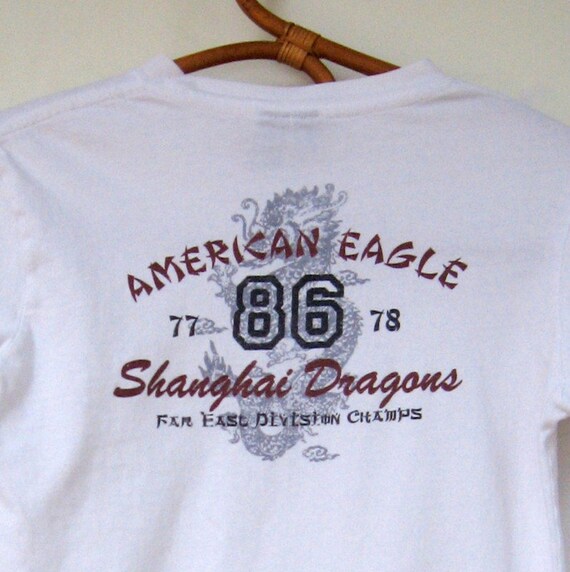 AMERICAN EAGLE
77 86 78
Shanghai Dragons
FAR EAST DIVISION CHAMPS